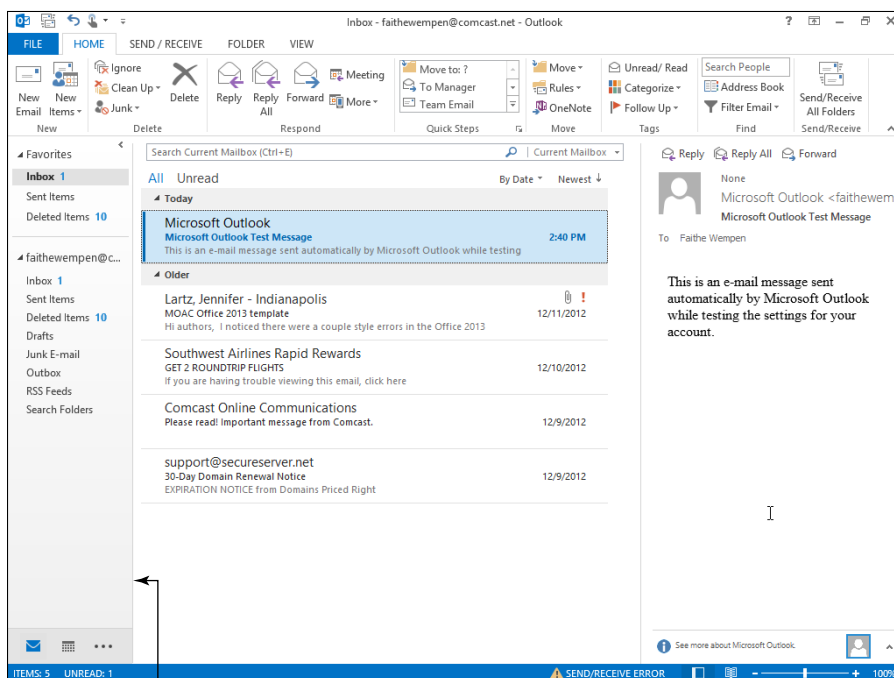 Inbox - faithewempen@comcast.net - Outlook
FILE HOME SEND / RECEIVE FOLDER VIEW
New Email
New Items
New
Ignore
Clean Up
Junk
Delete
Delete
Reply
Reply All
Forward
Meeting
More
Respond
Move to: ?
To Manager
Team Email
Quick Steps
Move
Rules
OneNote
Move
Unread/ Read
Categorize
Follow Up
Tags
Search People
Address Book
Filter Email
Find
Send/Receive All Folders
Send/Receive
Favorites
Inbox 1
Sent Items
Deleted Items 10
faithewempen@c...
Inbox 1
Sent Items
Deleted Items 10
Drafts
Junk E-mail
Outbox
RSS Feeds
Search Folders
Search Current Mailbox (Ctrl+E)
Current Mailbox
All Unread
By Date Newest
Today
Microsoft Outlook
Microsoft Outlook Test Message 2:40 PM
This is an e-mail message sent automatically by Microsoft Outlook while testing
Older
Lartz, Jennifer - Indianapolis
MOAC Office 2013 template 12/11/2012
Hi authors, I noticed there were a couple style errors in the Office 2013
Southwest Airlines Rapid Rewards
GET 2 ROUNDTRIP FLIGHTS 12/10/2012
If you are having trouble viewing this email, click here
Comcast Online Communications
Please read! Important message from Comcast. 12/9/2012
support@secureserver.net
30-Day Domain Renewal Notice 12/9/2012
EXPIRATION NOTICE from Domains Priced Right
Reply Reply All Forward
None
Microsoft Outlook <faithewem
Microsoft Outlook Test Message
To Faithe Wempen
This is an e-mail message sent
automatically by Microsoft Outlook
while testing the settings for your
account.
See more about Microsoft Outlook.
ITEMS: 5 UNREAD: 1
SEND/RECEIVE ERROR
100%